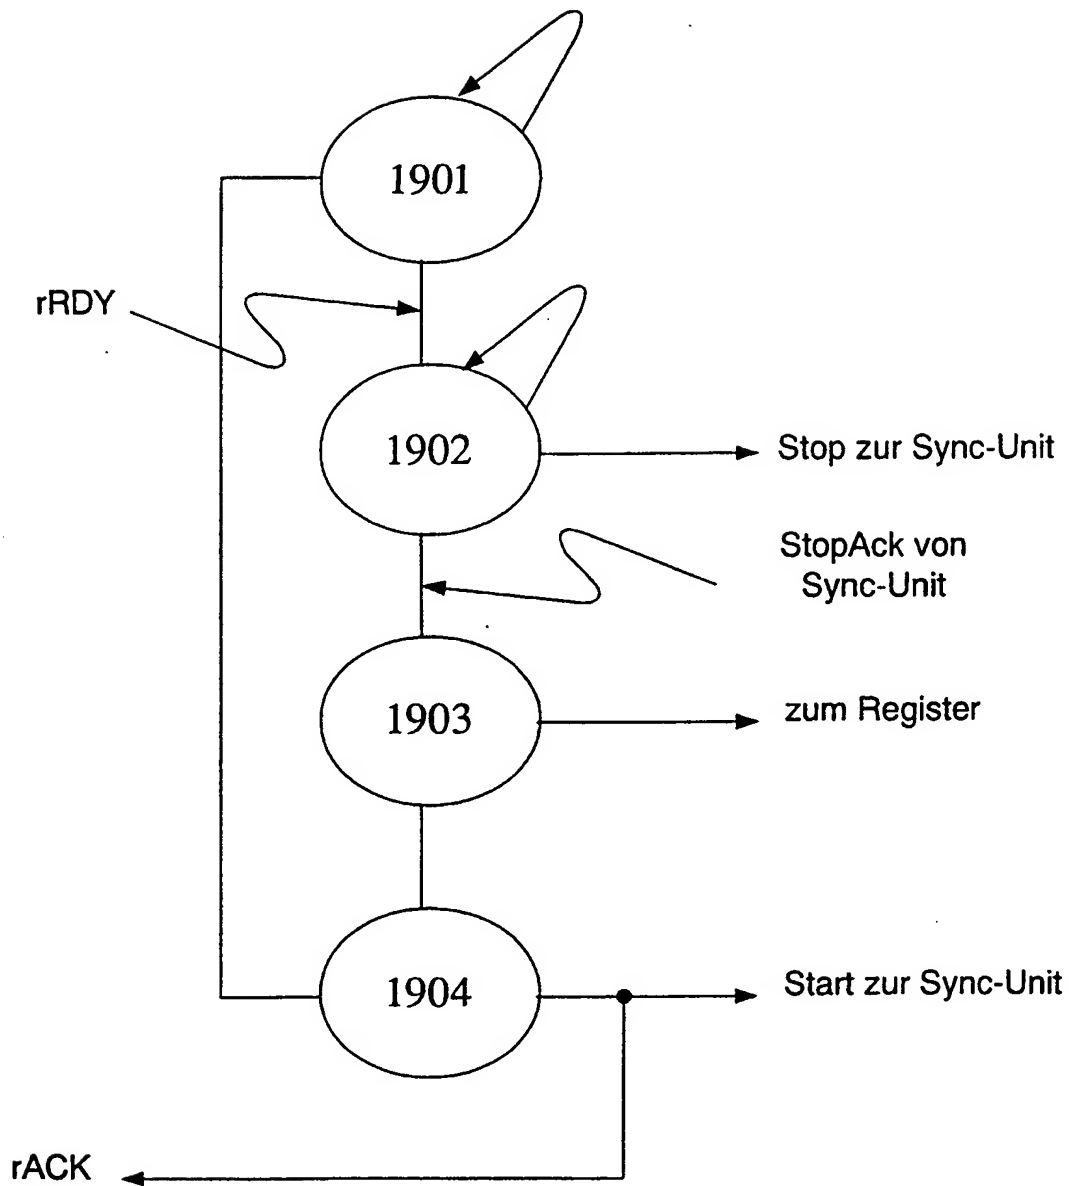 1901
rRDY
1902
Stop zur Sync-Unit
StopAck von
Sync-Unit
1903
zum Register
1904
Start zur Sync-Unit
rACK